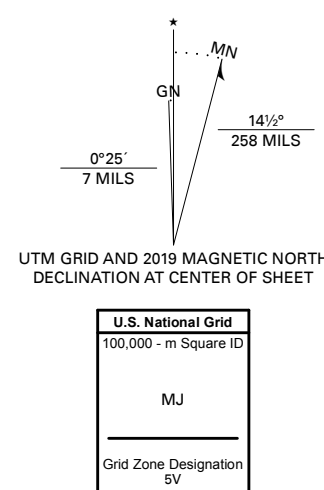 ★
MN
GN
14½°
258 MILS
0°25´
7 MILS
UTM GRID AND 2019 MAGNETIC NORTH
DECLINATION AT CENTER OF SHEET
U.S. National Grid
100,000 - m Square ID
MJ
Grid Zone Designation
5V